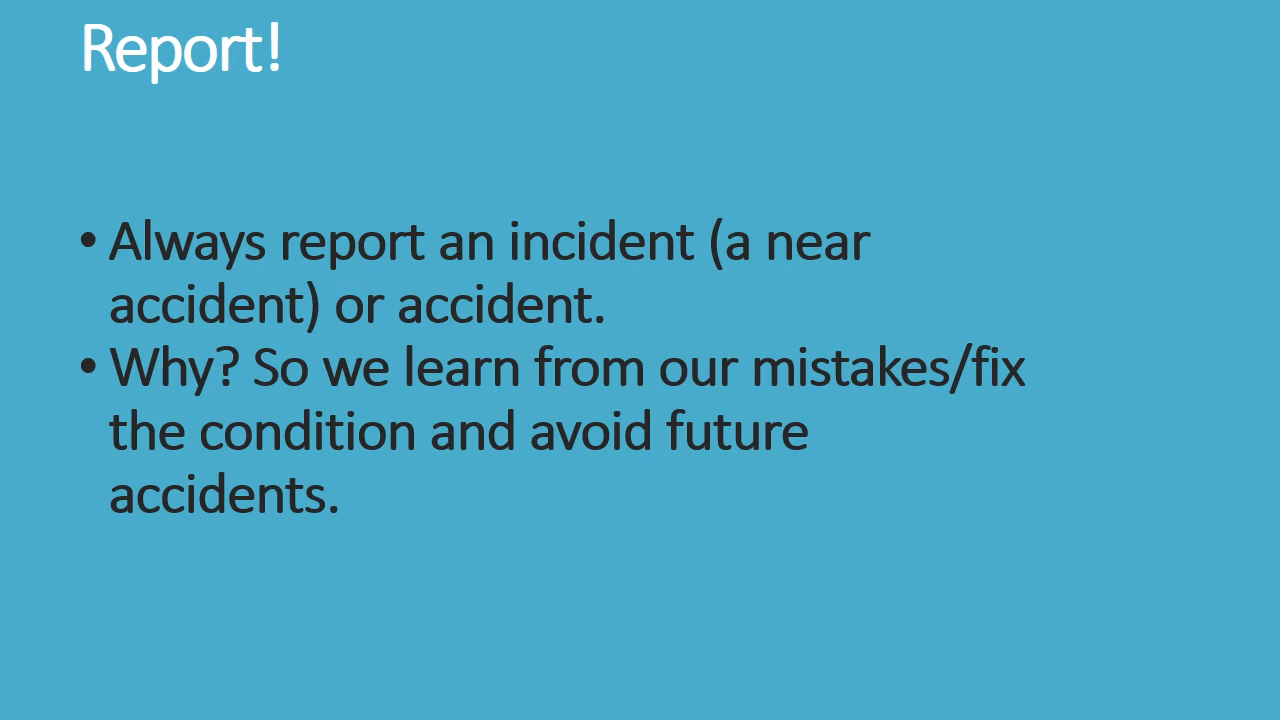 Report!
• Always report an incident (a near
accident) or accident.
• Why? So we learn from our mistakes/fix
the condition and avoid future
accidents.